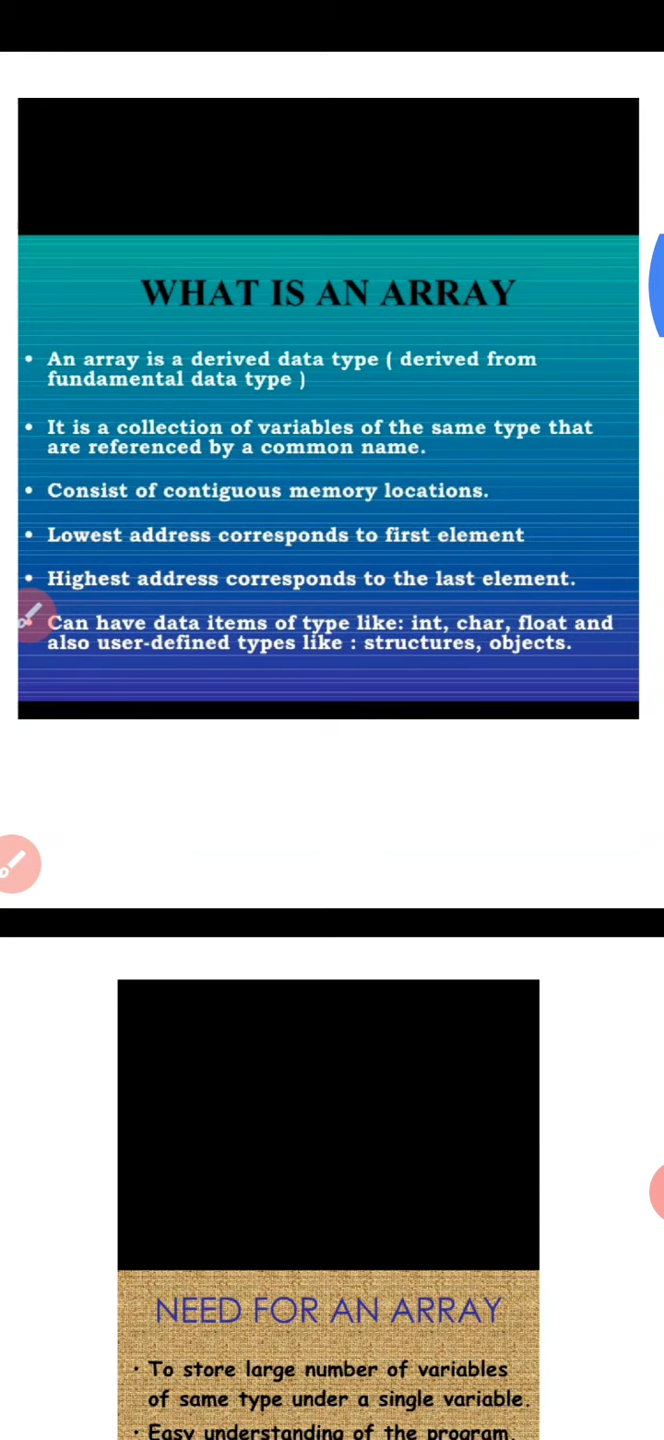 WHAT IS AN ARRAY
• An array is a derived data type ( derived from
fundamental data type )
• It is a collection of variables of the same type that
are referenced by a common name.
• Consist of contiguous memory locations.
• Lowest address corresponds to first element
• Highest address corresponds to the last element.
• Can have data items of type like: int, char, float and
also user-defined types like : structures, objects.
NEED FOR AN ARRAY
• To store large number of variables
of same type under a single variable.
• Easy understanding of the program.